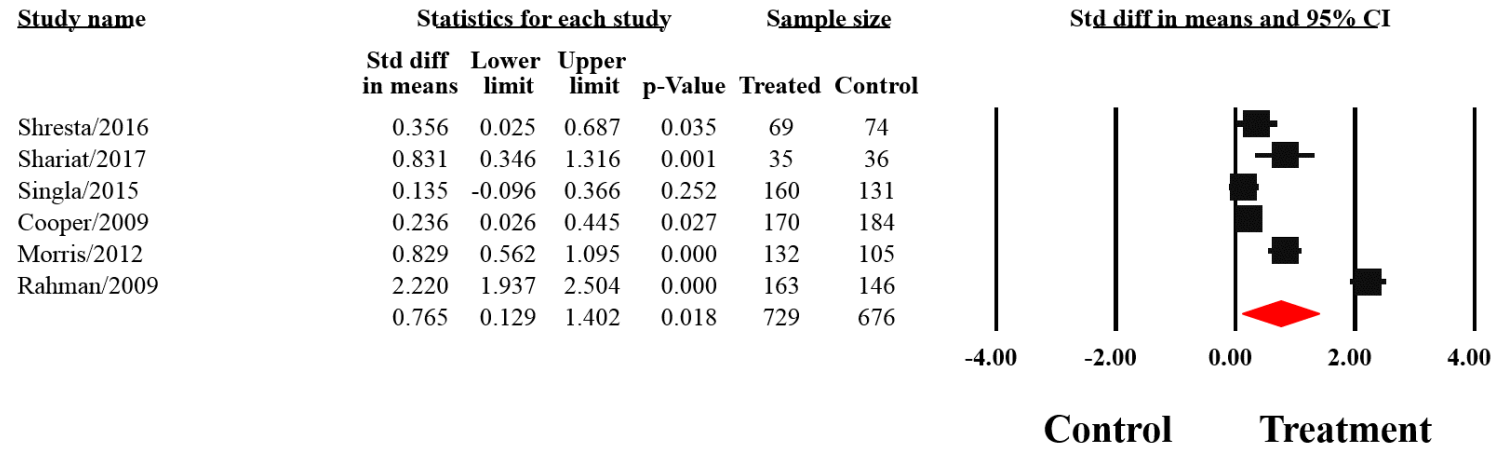 Study name Statistics for each study Sample size Std diff in means and 95% CI
Std diff Lower Upper
in means limit limit p-Value Treated Control
Shresta/2016 0.356 0.025 0.687 0.035 69 74
Shariat/2017 0.831 0.346 1.316 0.001 35 36
Singla/2015 0.135 -0.096 0.366 0.252 160 131
Cooper/2009 0.236 0.026 0.445 0.027 170 184
Morris/2012 0.829 0.562 1.095 0.000 132 105
Rahman/2009 2.220 1.937 2.504 0.000 163 146
0.765 0.129 1.402 0.018 729 676
-4.00 -2.00 0.00 2.00 4.00
Control Treatment